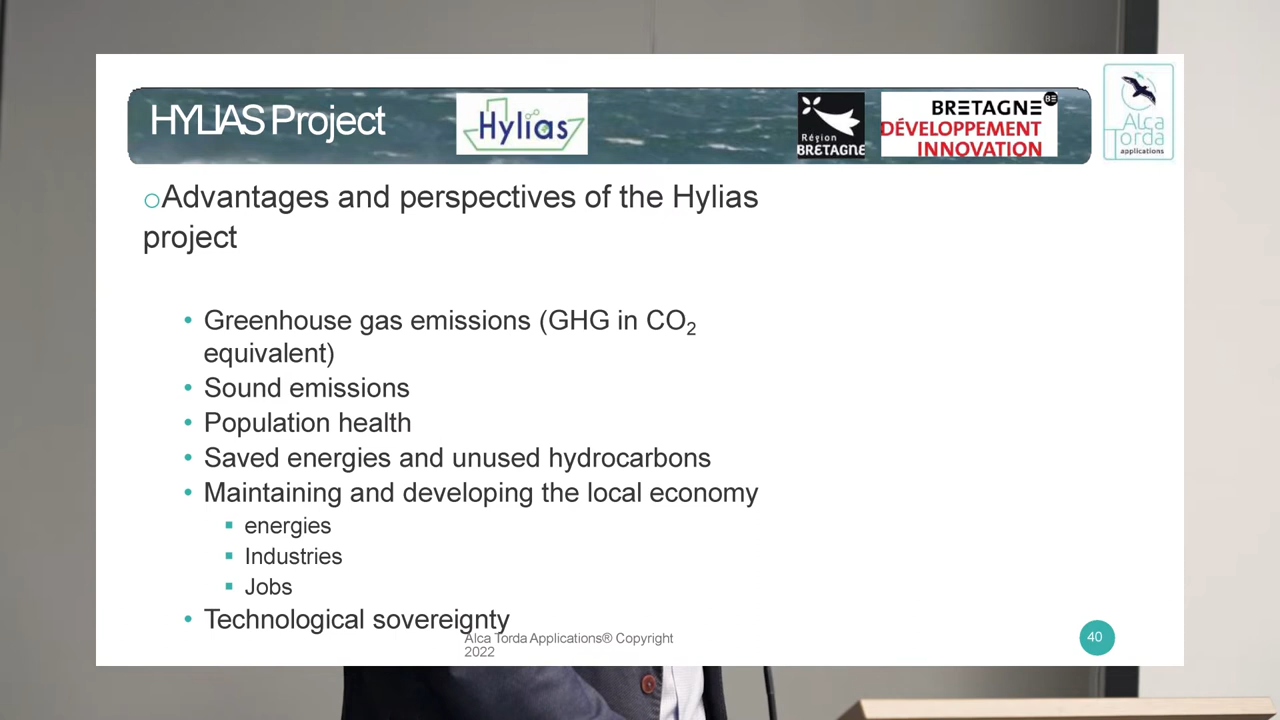 HYLIAS Project
Hylias
Région
BRETAGNE
BRETAGNE
DÉVELOPPEMENT
INNOVATION
Alca
Torda
applications
Advantages and perspectives of the Hylias
project
• Greenhouse gas emissions (GHG in CO₂
equivalent)
• Sound emissions
• Population health
• Saved energies and unused hydrocarbons
• Maintaining and developing the local economy
▪ energies
▪ Industries
▪ Jobs
• Technological sovereignty
Alca Torda Applications® Copyright
2022
40